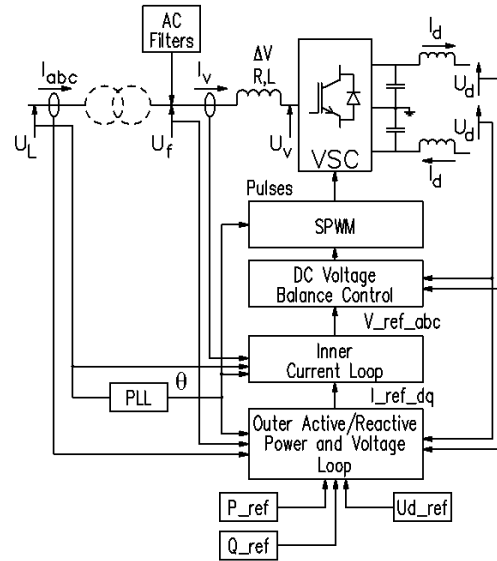 AC
Filters
I_abc
I_v
ΔV
R,L
I_d
U_d
U_L
U_f
U_v
VSC
U_d
I_d
Pulses
SPWM
DC Voltage
Balance Control
V_ref_abc
Inner
Current Loop
PLL
θ
I_ref_dq
Outer Active/Reactive
Power and Voltage
Loop
P_ref
Ud_ref
Q_ref